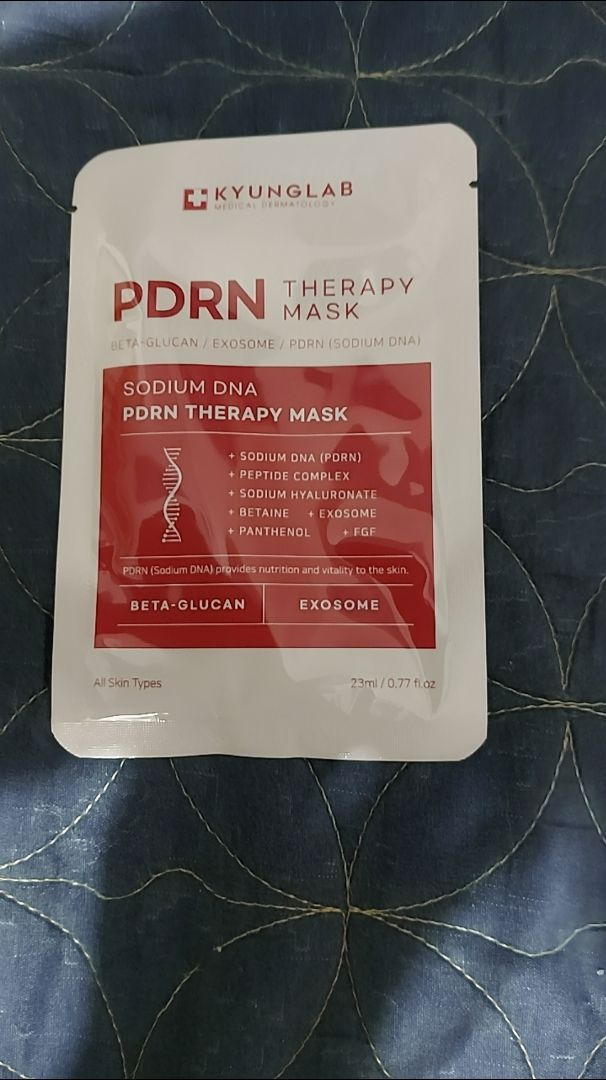 KYUNGLAB
MEDICAL DERMATOLOGY
PDRN THERAPY MASK
BETA-GLUCAN / EXOSOME / PDRN (SODIUM DNA)
SODIUM DNA
PDRN THERAPY MASK
+ SODIUM DNA (PDRN)
+ PEPTIDE COMPLEX
+ SODIUM HYALURONATE
+ BETAINE + EXOSOME
+ PANTHENOL + FGF
PDRN (Sodium DNA) provides nutrition and vitality to the skin.
BETA-GLUCAN EXOSOME
All Skin Types 23ml / 0.77 fl.oz